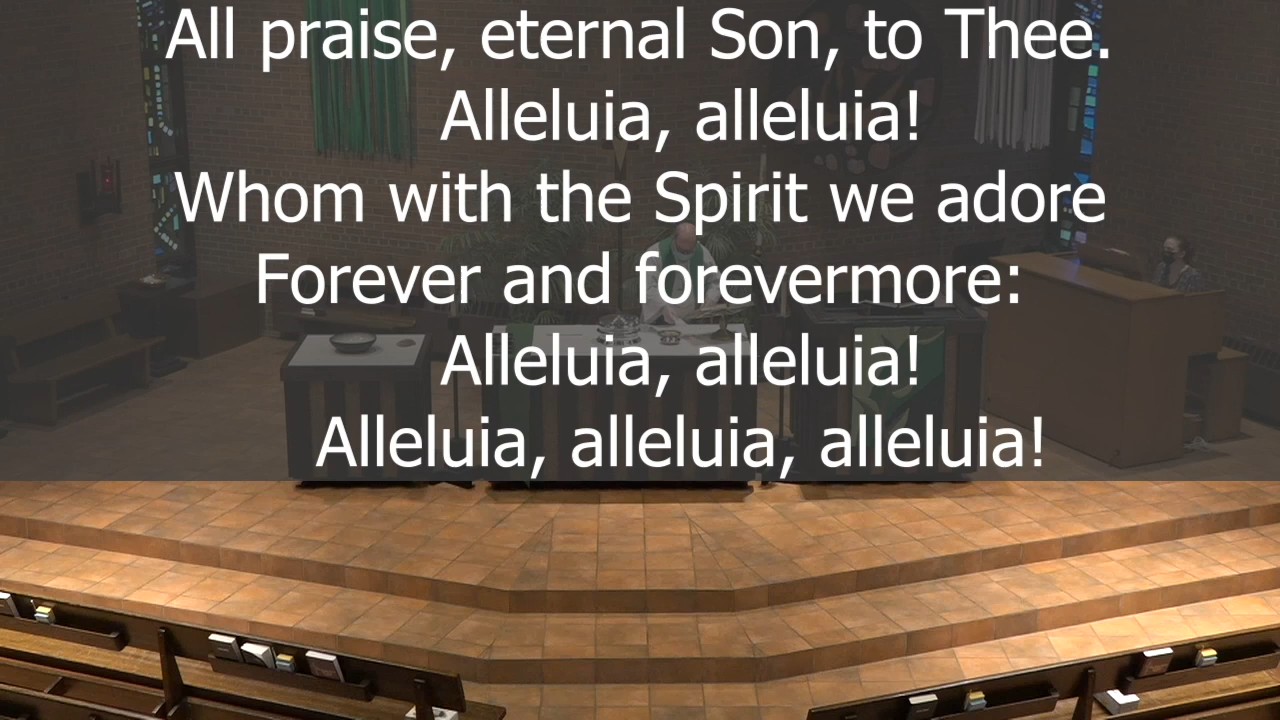 All praise, eternal Son, to Thee.
Alleluia, alleluia!
Whom with the Spirit we adore
Forever and forevermore:
Alleluia, alleluia!
Alleluia, alleluia, alleluia!